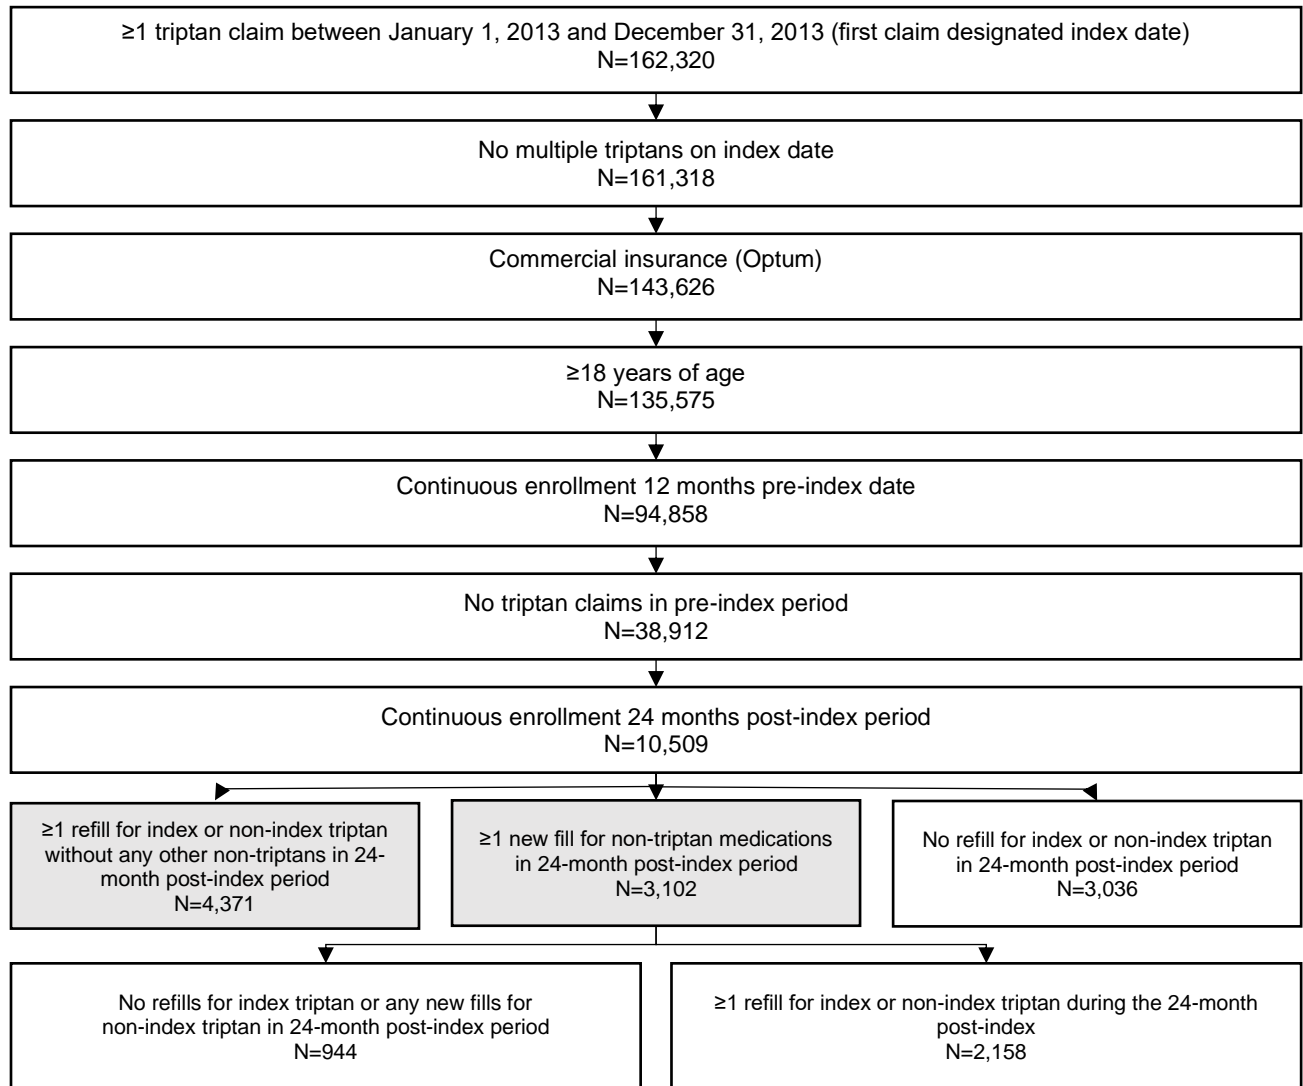 ≥1 triptan claim between January 1, 2013 and December 31, 2013 (first claim designated index date)
N=162,320
No multiple triptans on index date
N=161,318
Commercial insurance (Optum)
N=143,626
≥18 years of age
N=135,575
Continuous enrollment 12 months pre-index date
N=94,858
No triptan claims in pre-index period
N=38,912
Continuous enrollment 24 months post-index period
N=10,509
≥1 refill for index or non-index triptan
without any other non-triptans in 24-
month post-index period
N=4,371
≥1 new fill for non-triptan medications
in 24-month post-index period
N=3,102
No refill for index or non-index triptan
in 24-month post-index period
N=3,036
No refills for index triptan or any new fills for
non-index triptan in 24-month post-index period
N=944
≥1 refill for index or non-index triptan during the 24-month
post-index
N=2,158